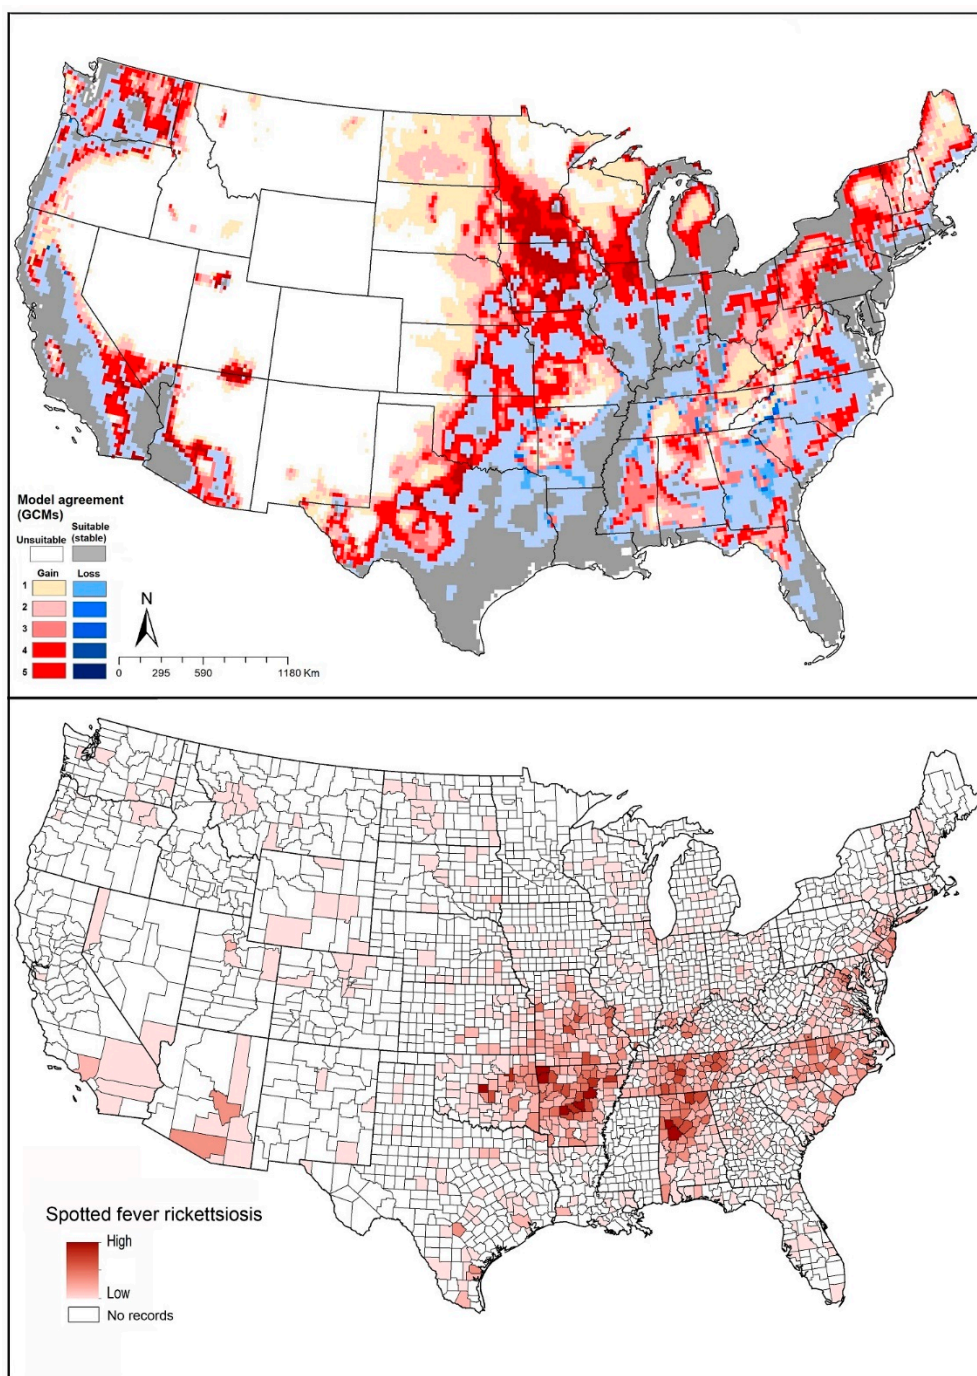 Model agreement
(GCMs)
Unsuitable
Suitable
(stable)
Gain Loss
1
2
3
4
5
N
0 295 590 1180 Km
Spotted fever rickettsiosis
High
Low
No records